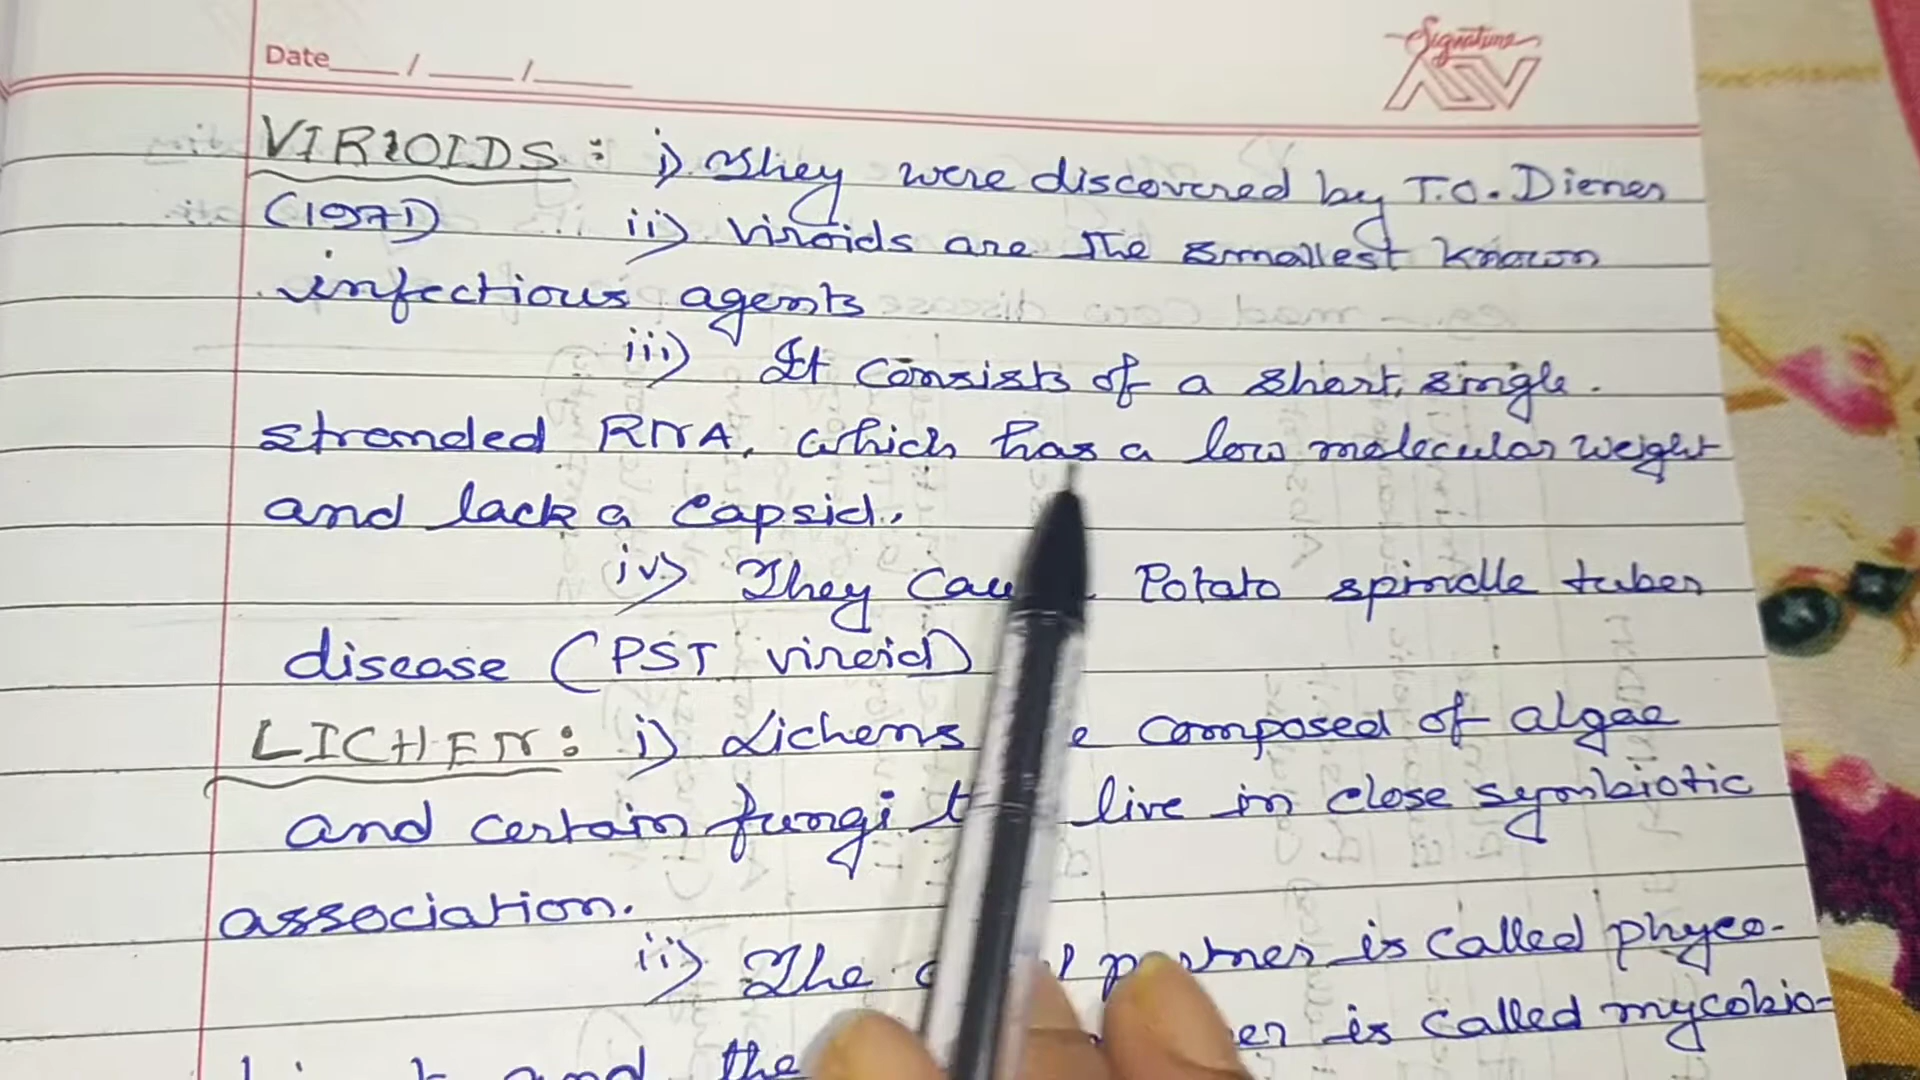 Date / /
Signature
VIRIOIDS : i) They were discovered by T.O. Diener
(1971) ii) Viroids are the smallest known
infectious agents
iii) It consists of a short, single
stranded RNA, which has a low molecular weight
and lack a capsid.
iv) They Potato spindle tuber
disease (PST viroid)
LICHEN : i) Lichens composed of algae
and certain fungi live in close symbiotic
association.
ii) The is called phyco-
and the is called mycobio-